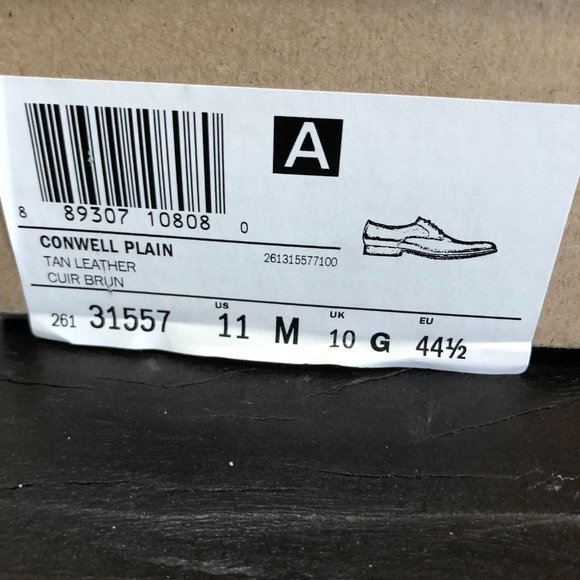 A
8 89307 10808 0
CONWELL PLAIN
261315577100
TAN LEATHER
CUIR BRUN
US UK EU
261 31557 11 M 10 G 44½